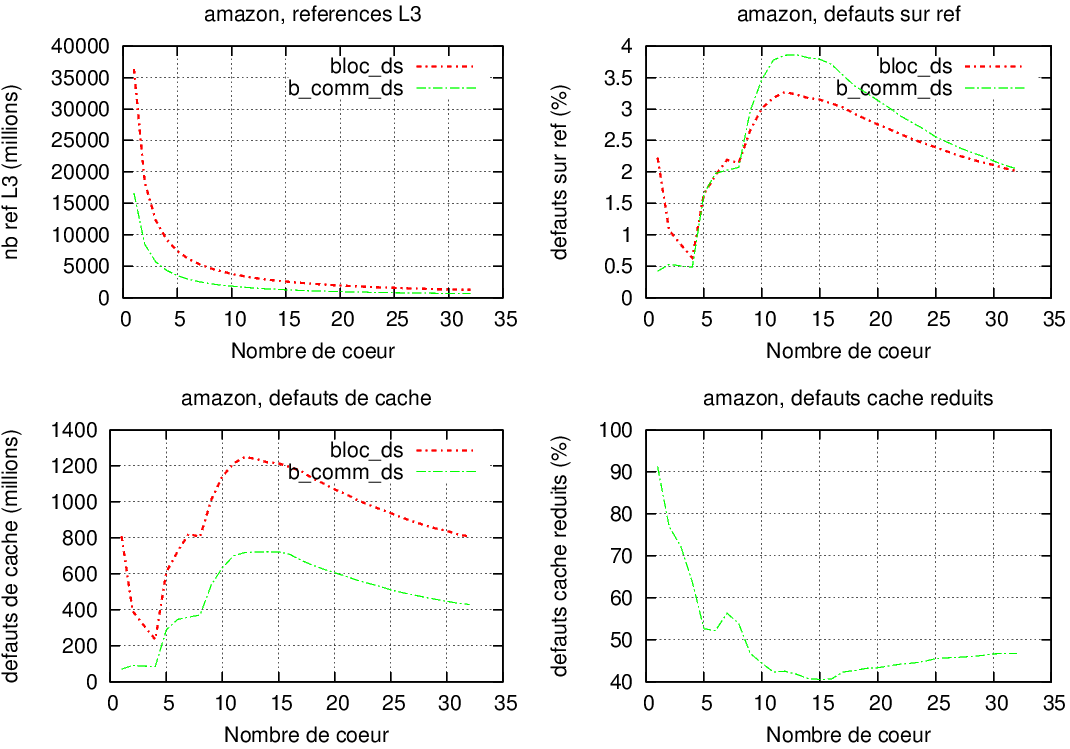 amazon, references L3
nb ref L3 (millions)
40000
35000
30000
25000
20000
15000
10000
5000
0
bloc_ds
b_comm_ds
0 5 10 15 20 25 30 35
Nombre de coeur
amazon, defauts sur ref
defauts sur ref (%)
4
3.5
3
2.5
2
1.5
1
0.5
0
bloc_ds
b_comm_ds
0 5 10 15 20 25 30 35
Nombre de coeur
amazon, defauts de cache
defauts de cache (millions)
1400
1200
1000
800
600
400
200
0
bloc_ds
b_comm_ds
0 5 10 15 20 25 30 35
Nombre de coeur
amazon, defauts cache reduits
defauts cache reduits (%)
100
90
80
70
60
50
40
0 5 10 15 20 25 30 35
Nombre de coeur